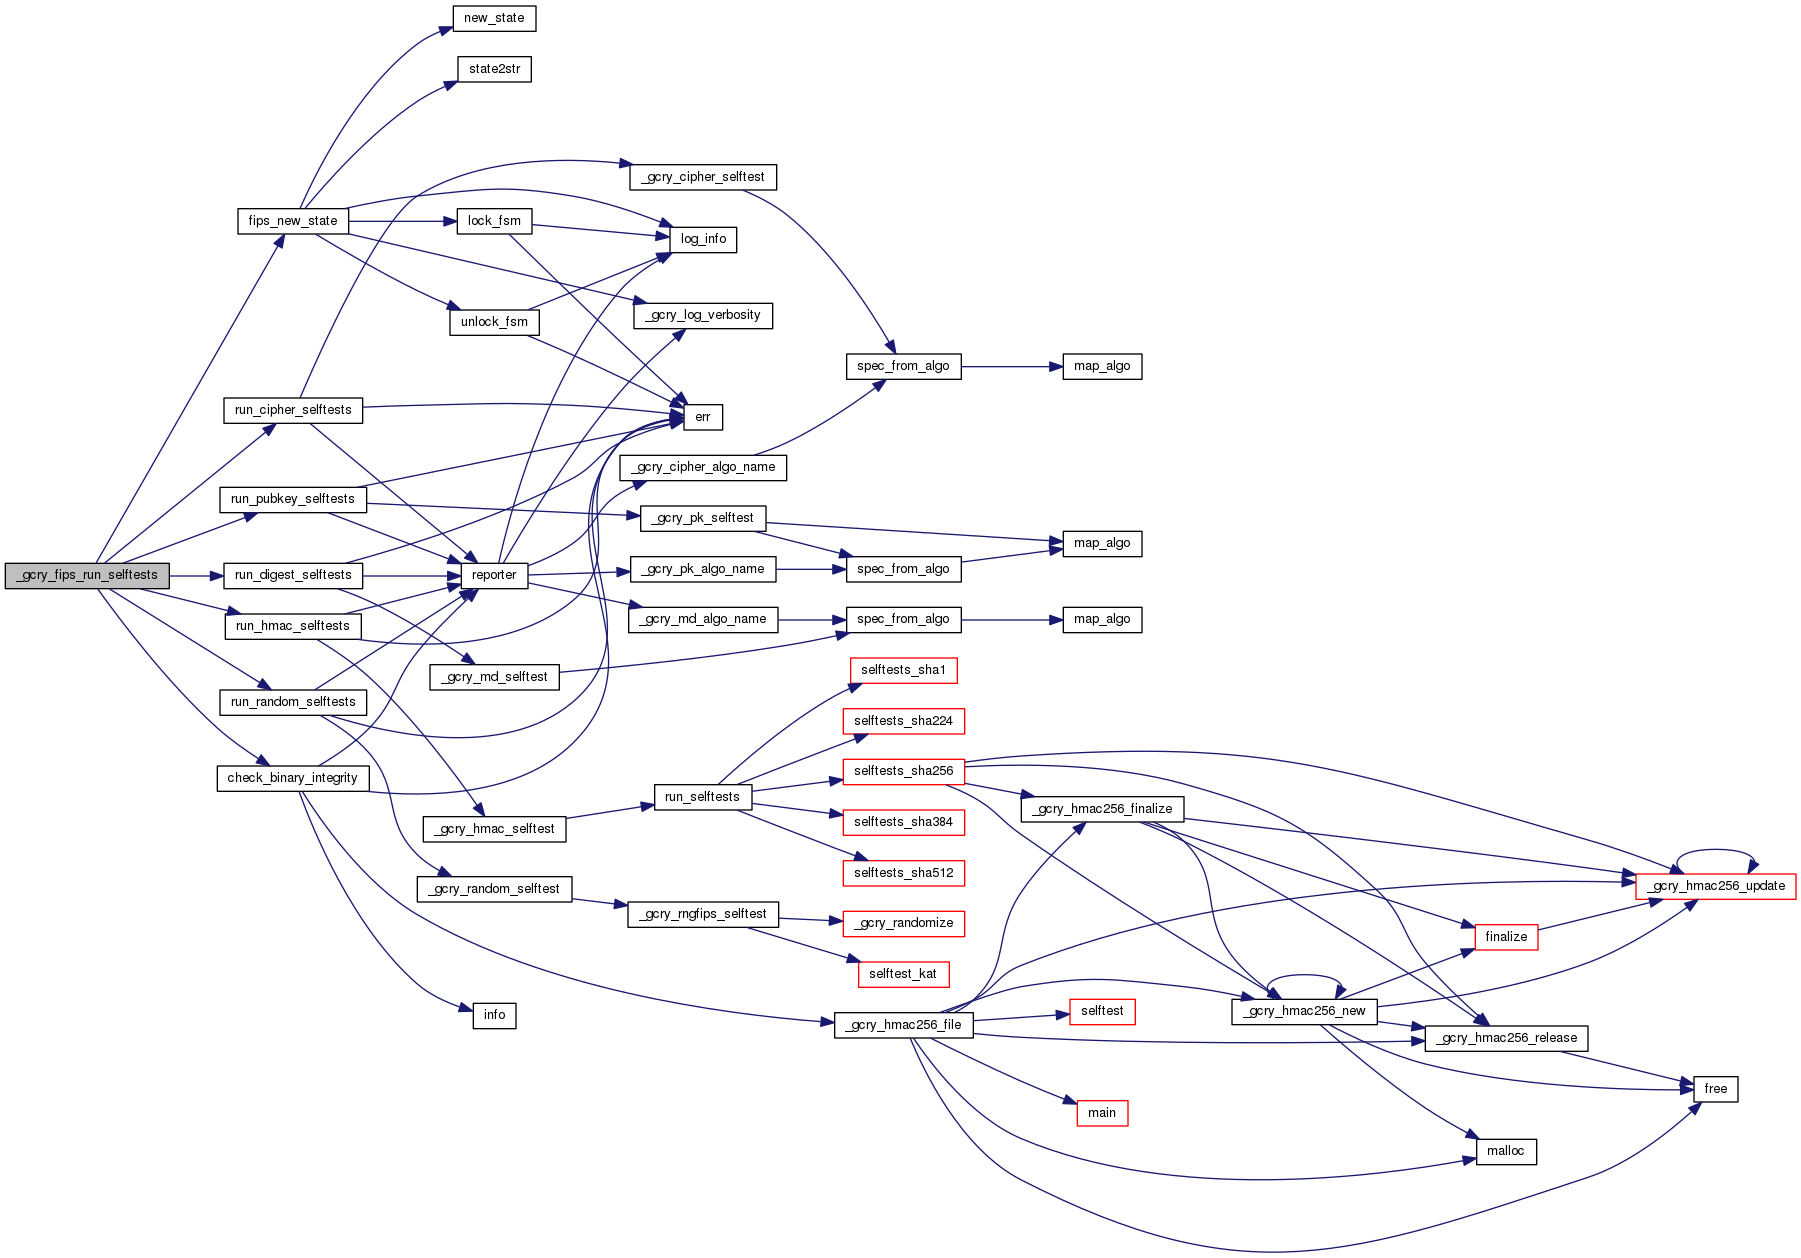 new_state
state2str
_gcry_cipher_selftest
fips_new_state
lock_fsm
log_info
unlock_fsm
_gcry_log_verbosity
spec_from_algo
map_algo
run_cipher_selftests
err
_gcry_cipher_algo_name
run_pubkey_selftests
_gcry_pk_selftest
map_algo
_gcry_fips_run_selftests
run_digest_selftests
reporter
_gcry_pk_algo_name
spec_from_algo
run_hmac_selftests
_gcry_md_algo_name
spec_from_algo
map_algo
_gcry_md_selftest
selftests_sha1
run_random_selftests
selftests_sha224
check_binary_integrity
selftests_sha256
run_selftests
_gcry_hmac256_finalize
_gcry_hmac_selftest
selftests_sha384
selftests_sha512
_gcry_hmac256_update
_gcry_random_selftest
_gcry_rngfips_selftest
_gcry_randomize
finalize
selftest_kat
info
_gcry_hmac256_file
selftest
_gcry_hmac256_new
_gcry_hmac256_release
free
main
malloc